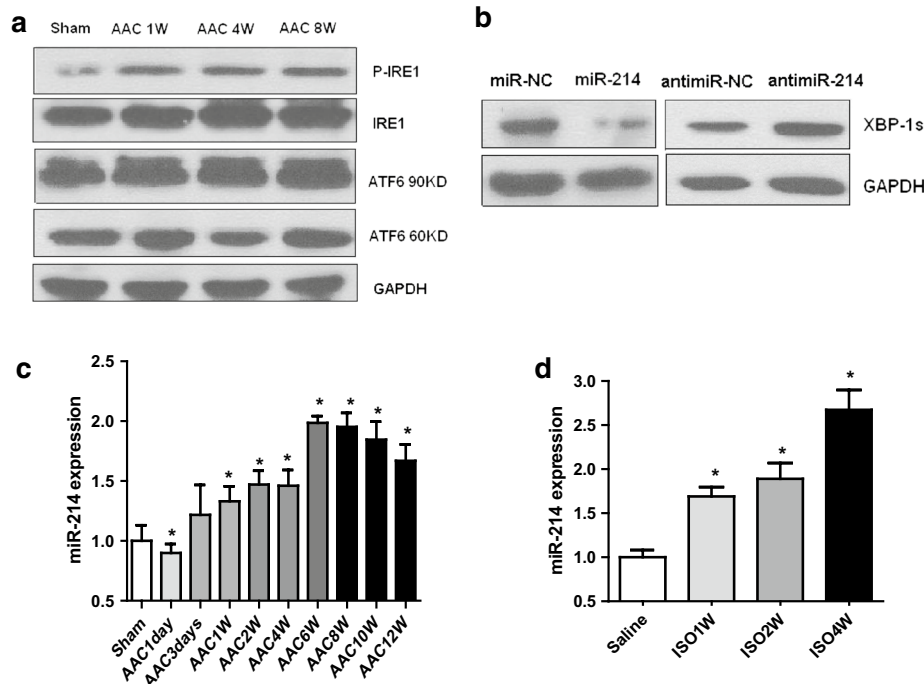 a
Sham AAC 1W AAC 4W AAC 8W
P-IRE1
IRE1
ATF6 90KD
ATF6 60KD
GAPDH
b
miR-NC miR-214 antimiR-NC antimiR-214
XBP-1s
GAPDH
c
miR-214 expression
2.5
2.0
1.5
1.0
0.5
* * * * * * * *
Sham AAC1day AAC3days AAC1W AAC2W AAC4W AAC6W AAC8W AAC10W AAC12W
d
miR-214 expression
3.0
2.5
2.0
1.5
1.0
0.5
* * *
Saline ISO1W ISO2W ISO4W